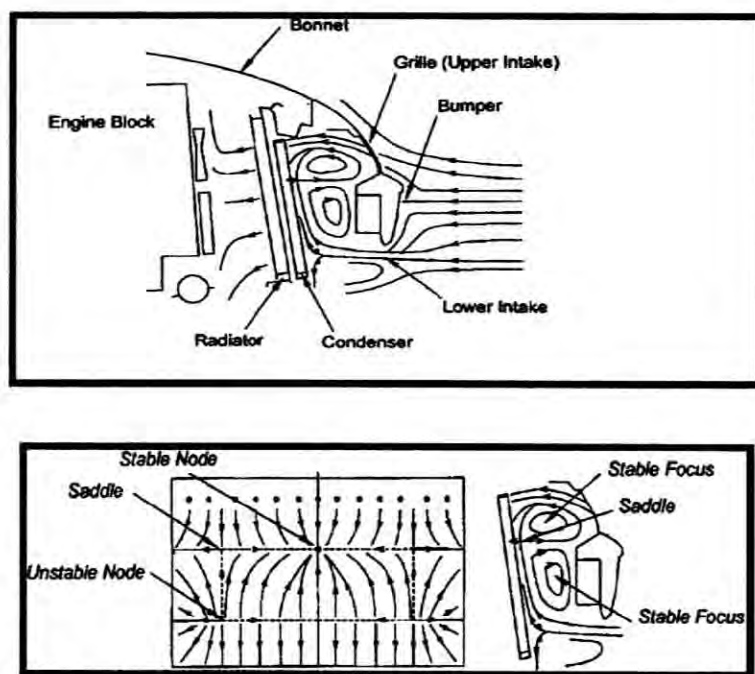 Bonnet
Grille (Upper Intake)
Bumper
Engine Block
Lower Intake
Radiator
Condenser
Stable Node
Saddle
Unstable Node
Stable Focus
Saddle
Stable Focus